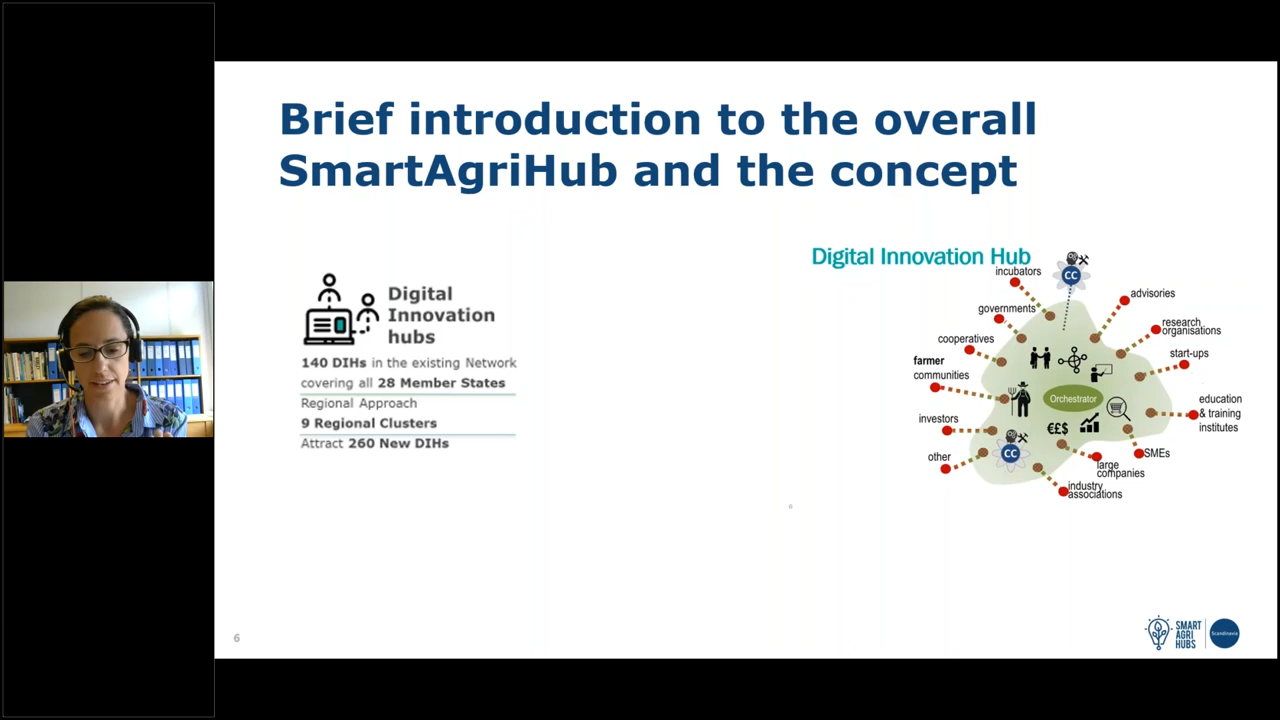 Brief introduction to the overall
SmartAgriHub and the concept
Digital
Innovation
hubs
140 DIHs in the existing Network
covering all 28 Member States
Regional Approach
9 Regional Clusters
Attract 260 New DIHs
Digital Innovation Hub
incubators
CC
governments
cooperatives
farmer
communities
investors
other
advisories
research
organisations
start-ups
education
& training
institutes
SMEs
large
companies
industry
associations
Orchestrator
€£$
CC
6
6
SMART
AGRI
HUBS
Scandinavia